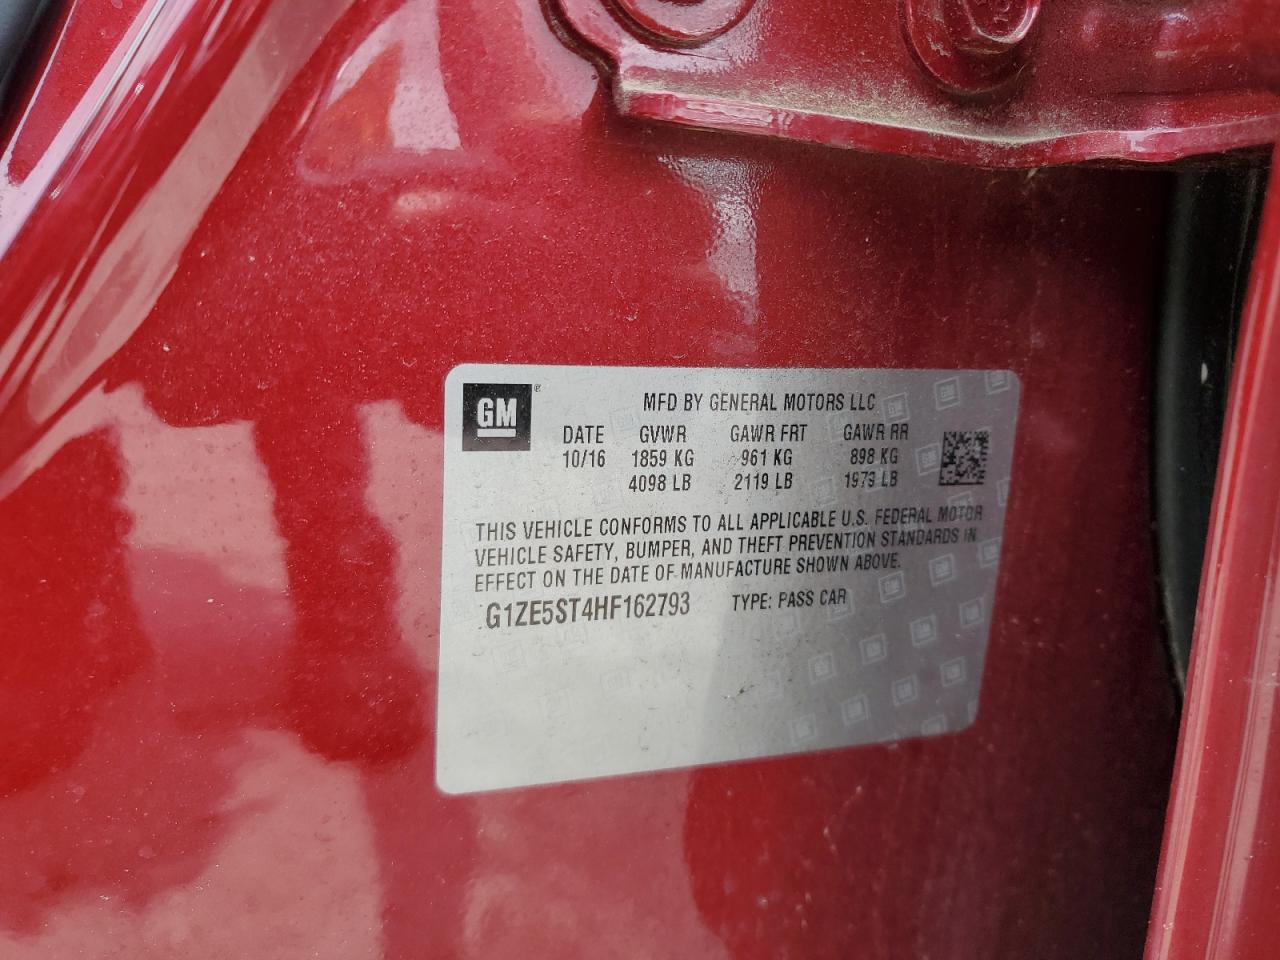 GM ®
MFD BY GENERAL MOTORS LLC
DATE GVWR GAWR FRT GAWR RR
10/16 1859 KG 961 KG 898 KG
4098 LB 2119 LB 1979 LB
THIS VEHICLE CONFORMS TO ALL APPLICABLE U.S. FEDERAL MOTOR
VEHICLE SAFETY, BUMPER, AND THEFT PREVENTION STANDARDS IN
EFFECT ON THE DATE OF MANUFACTURE SHOWN ABOVE.
G1ZE5ST4HF162793 TYPE: PASS CAR